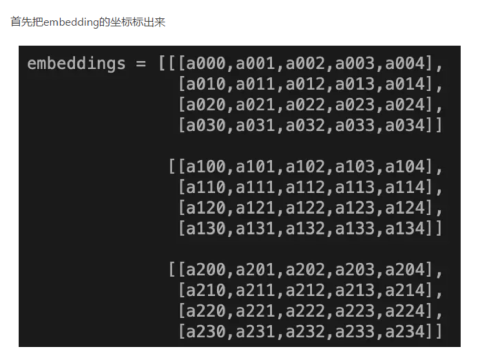 首先把embedding的坐标标出来
embeddings = [[[a000,a001,a002,a003,a004],
[a010,a011,a012,a013,a014],
[a020,a021,a022,a023,a024],
[a030,a031,a032,a033,a034]]
[[a100,a101,a102,a103,a104],
[a110,a111,a112,a113,a114],
[a120,a121,a122,a123,a124],
[a130,a131,a132,a133,a134]]
[[a200,a201,a202,a203,a204],
[a210,a211,a212,a213,a214],
[a220,a221,a222,a223,a224],
[a230,a231,a232,a233,a234]]